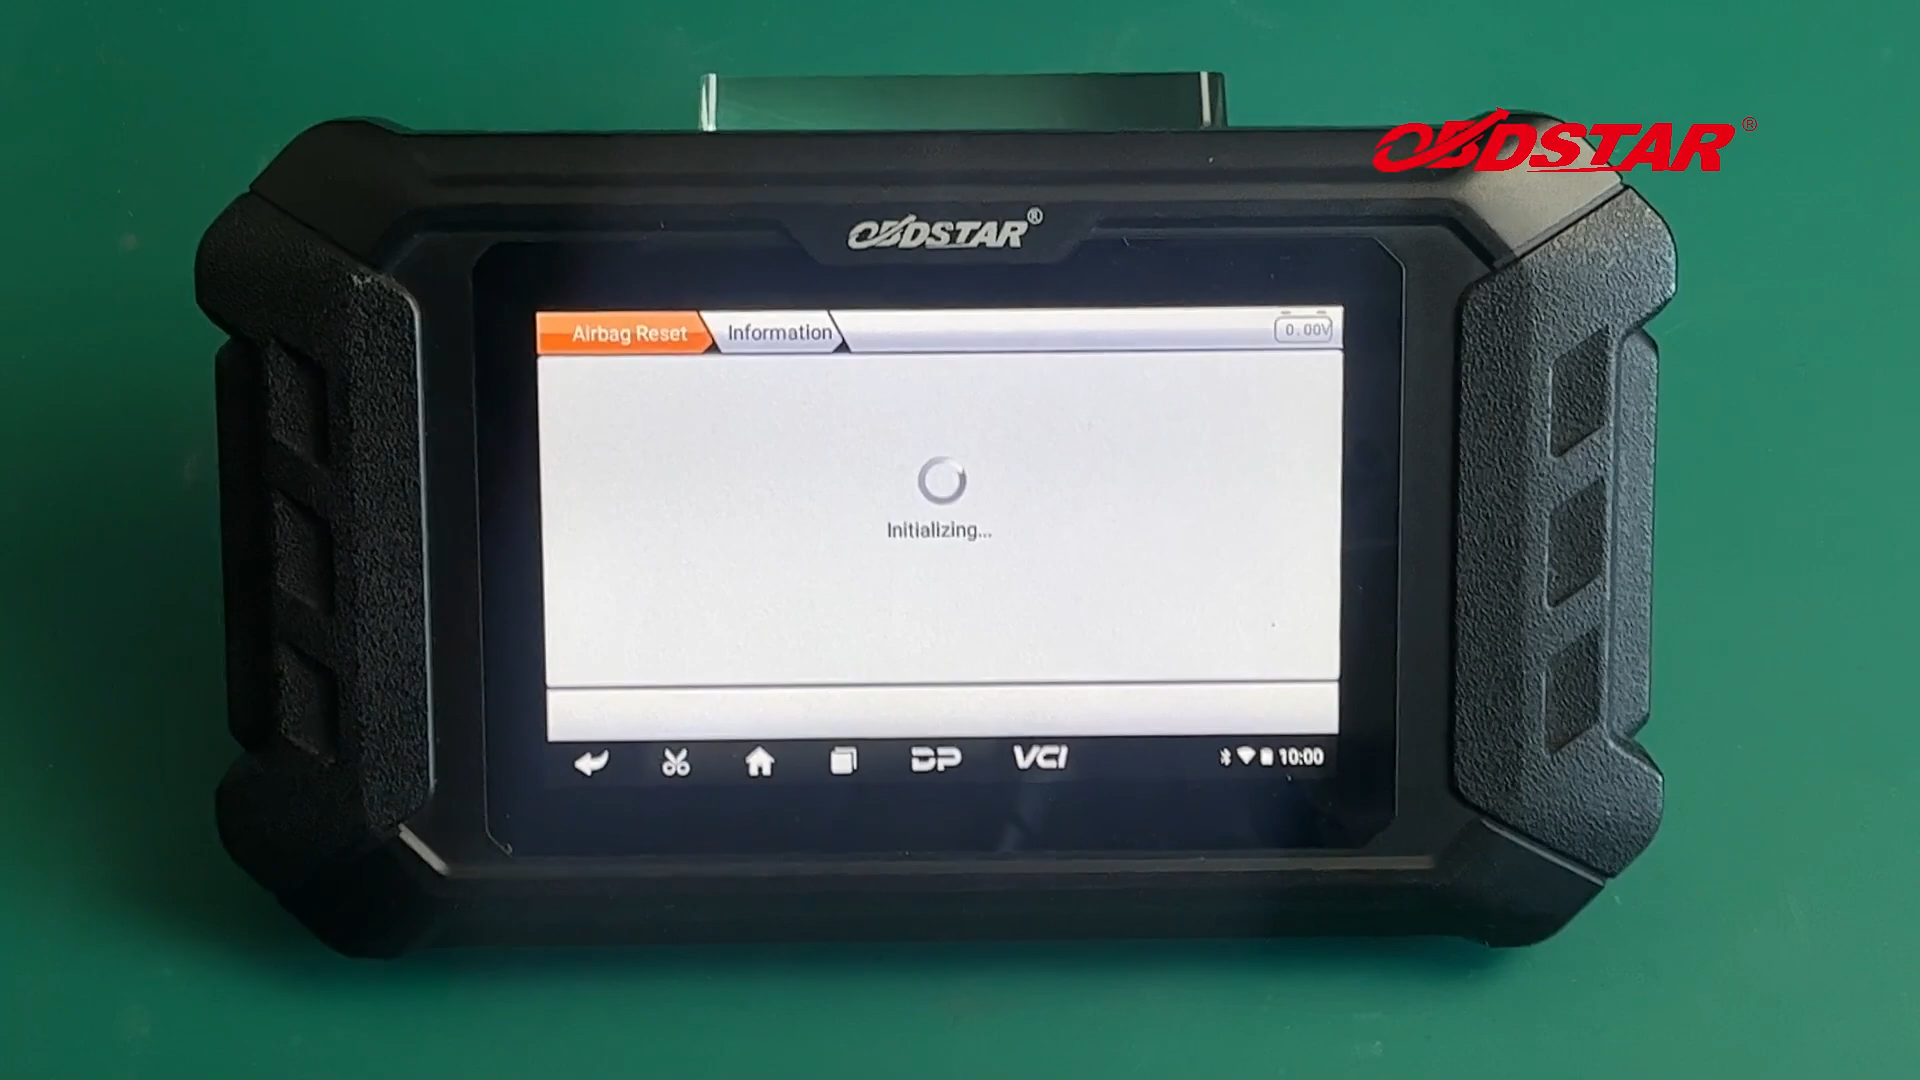 OBDSTAR®
OBDSTAR®
Airbag Reset
Information
0.00V
Initializing...
DP
VCI
10:00